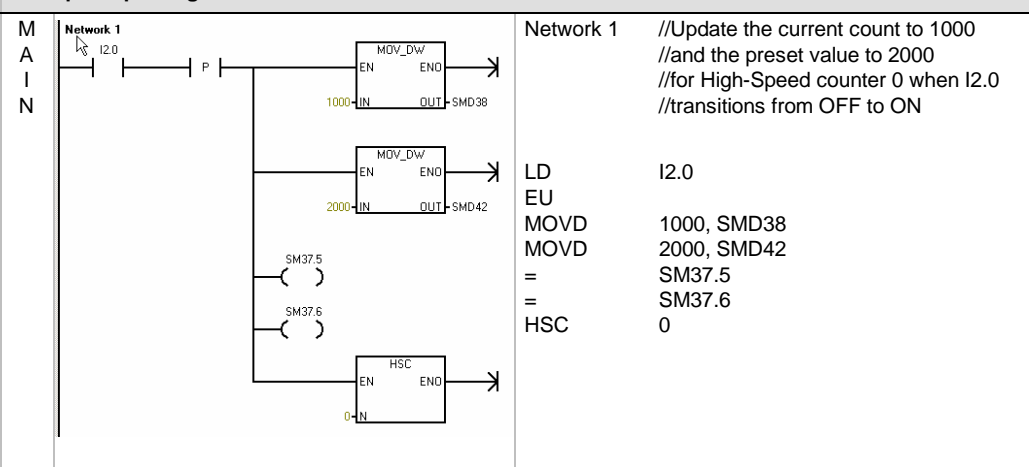 M
A
I
N
Network 1
I2.0
P
MOV_DW
EN ENO
1000 IN OUT SMD38
MOV_DW
EN ENO
2000 IN OUT SMD42
SM37.5
SM37.6
HSC
EN ENO
0 N
Network 1 //Update the current count to 1000
//and the preset value to 2000
//for High-Speed counter 0 when I2.0
//transitions from OFF to ON
LD I2.0
EU
MOVD 1000, SMD38
MOVD 2000, SMD42
= SM37.5
= SM37.6
HSC 0